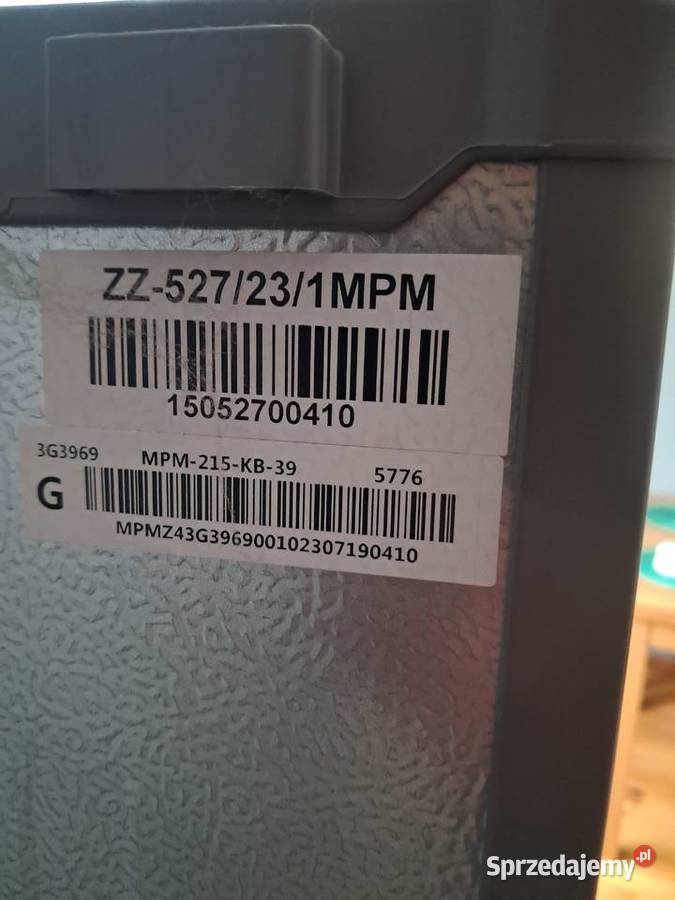 ZZ-527/23/1MPM
15052700410
3G3969 MPM-215-KB-39 5776
G
MPMZ43G396900102307190410
Sprzedajemy.pl